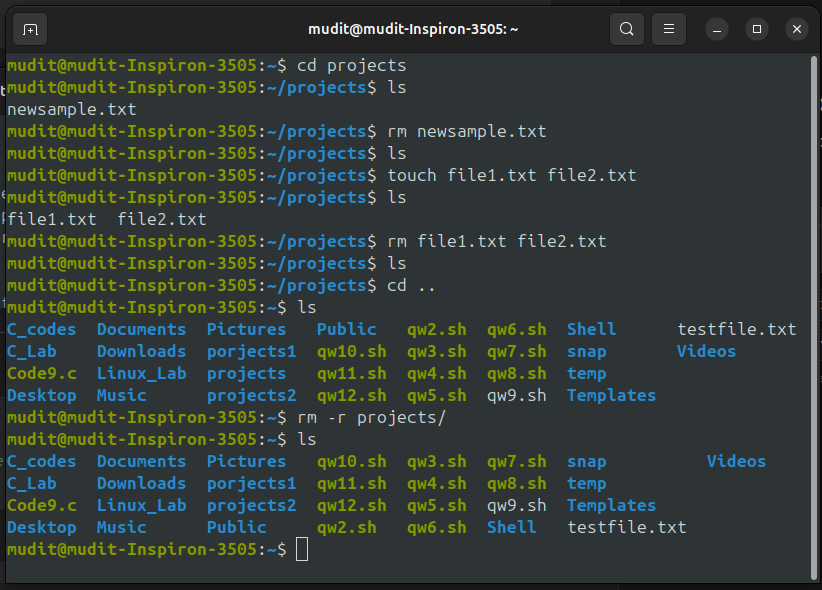 mudit@mudit-Inspiron-3505: ~
mudit@mudit-Inspiron-3505:~$ cd projects
mudit@mudit-Inspiron-3505:~/projects$ ls
newsample.txt
mudit@mudit-Inspiron-3505:~/projects$ rm newsample.txt
mudit@mudit-Inspiron-3505:~/projects$ ls
mudit@mudit-Inspiron-3505:~/projects$ touch file1.txt file2.txt
mudit@mudit-Inspiron-3505:~/projects$ ls
file1.txt  file2.txt
mudit@mudit-Inspiron-3505:~/projects$ rm file1.txt file2.txt
mudit@mudit-Inspiron-3505:~/projects$ ls
mudit@mudit-Inspiron-3505:~/projects$ cd ..
mudit@mudit-Inspiron-3505:~$ ls
C_codes  Documents  Pictures   Public   qw2.sh  qw6.sh  Shell      testfile.txt
C_Lab    Downloads  porjects1  qw10.sh  qw3.sh  qw7.sh  snap       Videos
Code9.c  Linux_Lab  projects   qw11.sh  qw4.sh  qw8.sh  temp
Desktop  Music      projects2  qw12.sh  qw5.sh  qw9.sh  Templates
mudit@mudit-Inspiron-3505:~$ rm -r projects/
mudit@mudit-Inspiron-3505:~$ ls
C_codes  Documents  Pictures   qw10.sh  qw3.sh  qw7.sh  snap          Videos
C_Lab    Downloads  porjects1  qw11.sh  qw4.sh  qw8.sh  temp
Code9.c  Linux_Lab  projects2  qw12.sh  qw5.sh  qw9.sh  Templates
Desktop  Music      Public     qw2.sh   qw6.sh  Shell   testfile.txt
mudit@mudit-Inspiron-3505:~$